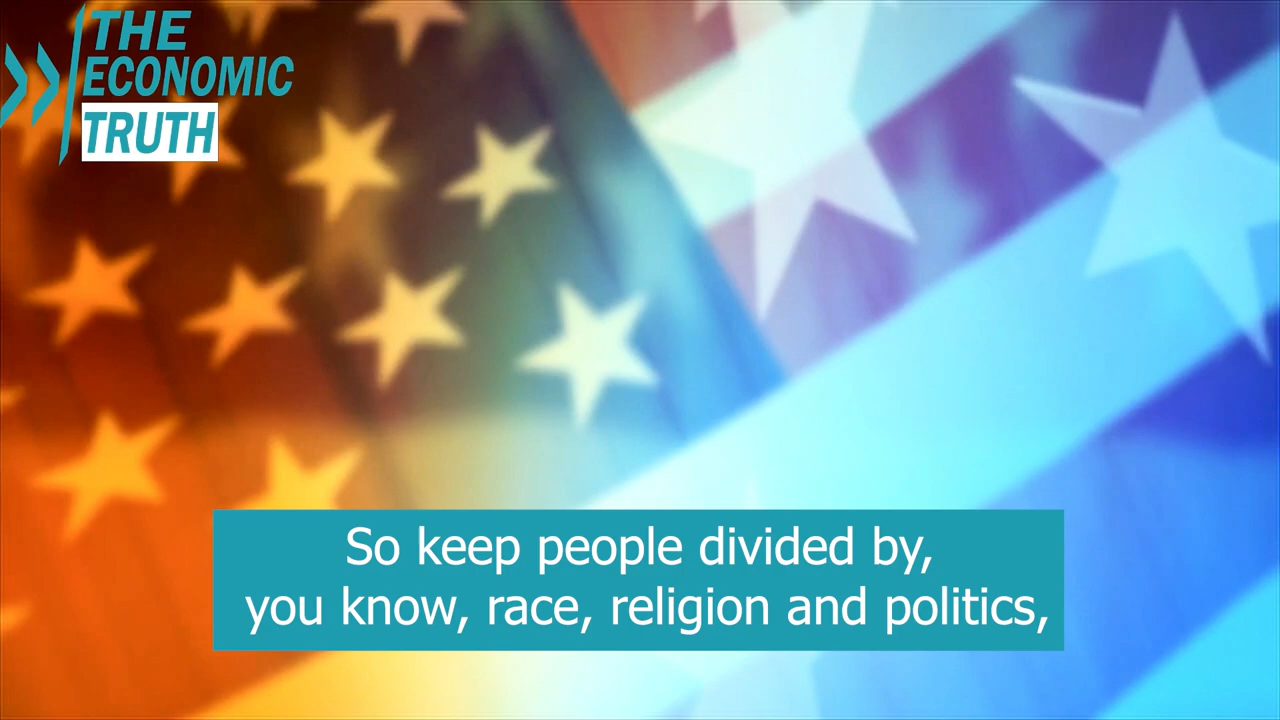 THE
ECONOMIC
TRUTH
So keep people divided by,
you know, race, religion and politics,